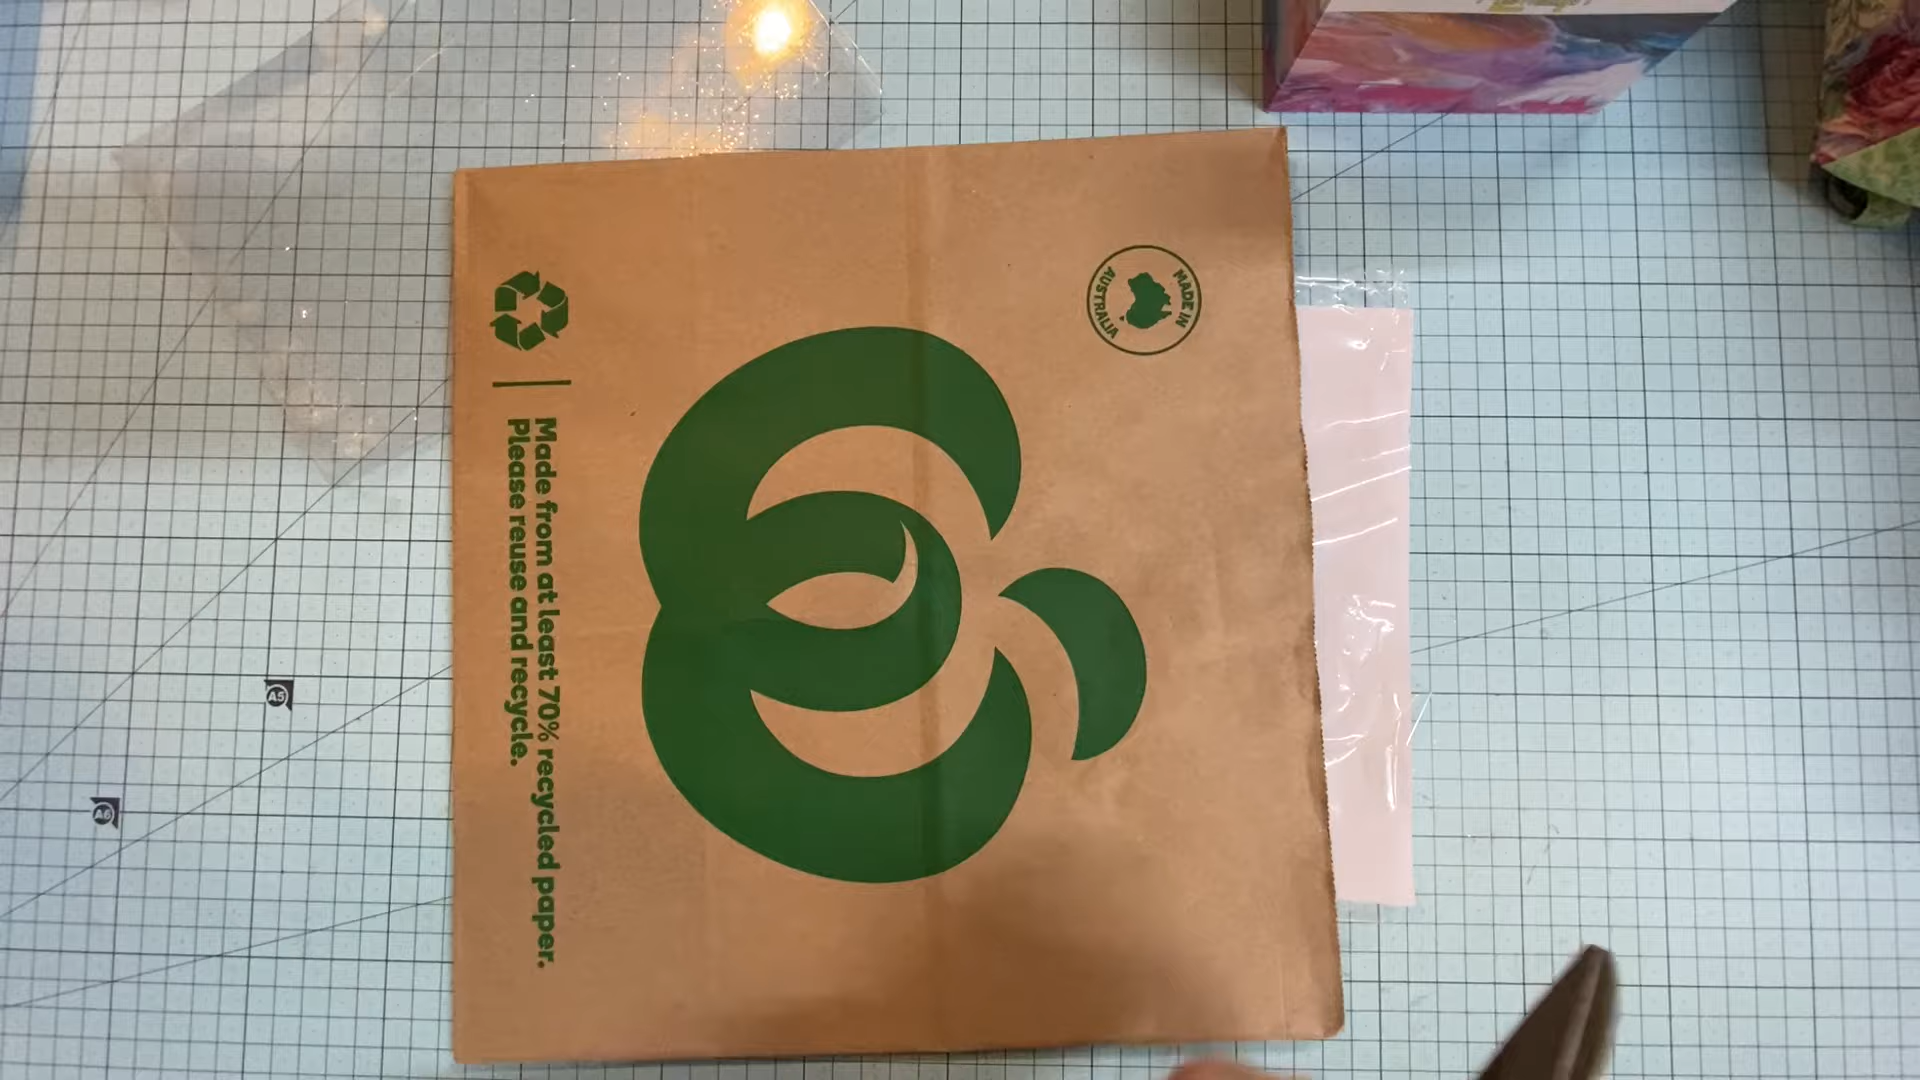 MADE IN
AUSTRALIA
Made from at least 70% recycled paper.
Please reuse and recycle.
A5
A6